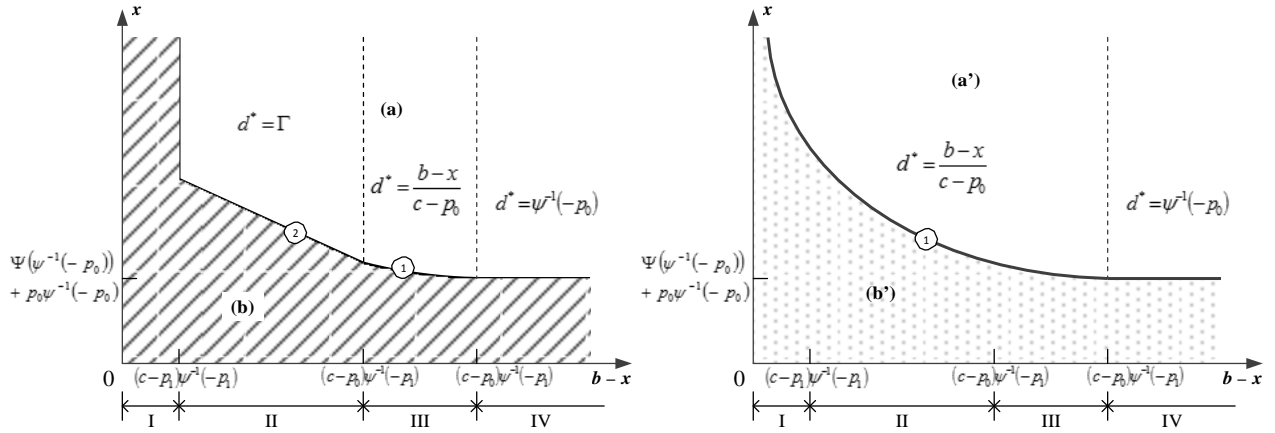 x
(a)
d* = Γ
d* = (b − x)/(c − p₀)
d* = ψ⁻¹(−p₀)
2
1
Ψ(ψ⁻¹(− p₀))
+ p₀ψ⁻¹(− p₀)
(b)
0
(c−p₁)ψ⁻¹(−p₁)
(c−p₀)ψ⁻¹(−p₁)
(c−p₀)ψ⁻¹(−p₁)
b − x
I
II
III
IV
x
(a’)
d* = (b − x)/(c − p₀)
d* = ψ⁻¹(−p₀)
1
Ψ(ψ⁻¹(− p₀))
+ p₀ψ⁻¹(− p₀)
(b’)
0
(c−p₁)ψ⁻¹(−p₁)
(c−p₀)ψ⁻¹(−p₁)
(c−p₀)ψ⁻¹(−p₁)
b − x
I
II
III
IV